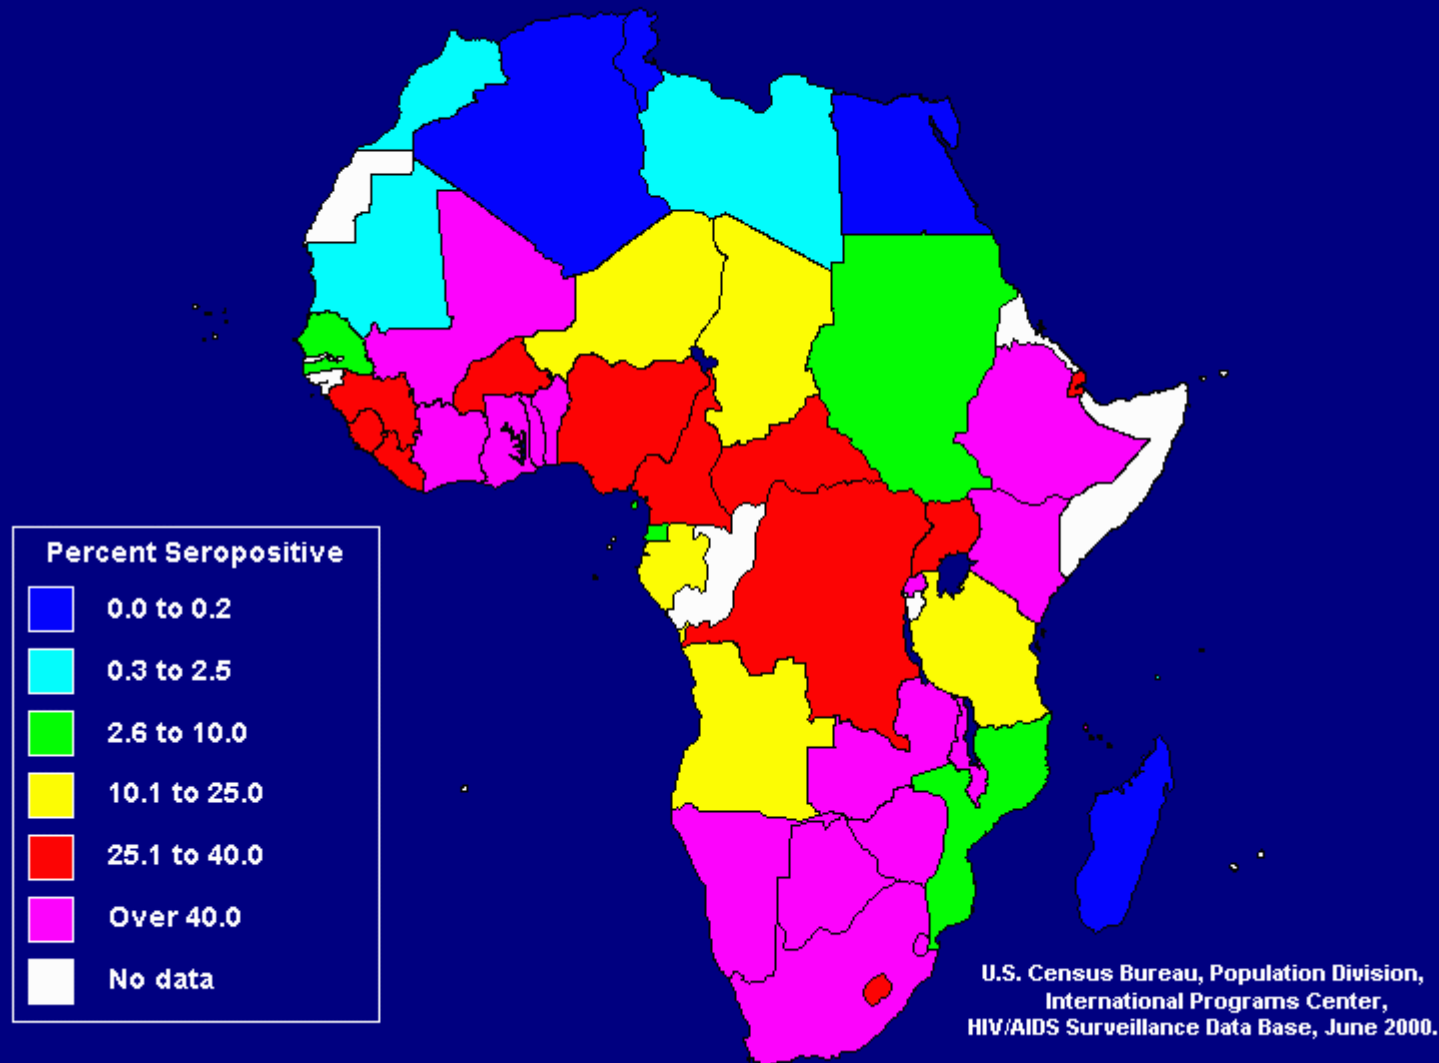 Percent Seropositive
0.0 to 0.2
0.3 to 2.5
2.6 to 10.0
10.1 to 25.0
25.1 to 40.0
Over 40.0
No data
U.S. Census Bureau, Population Division,
International Programs Center,
HIV/AIDS Surveillance Data Base, June 2000.